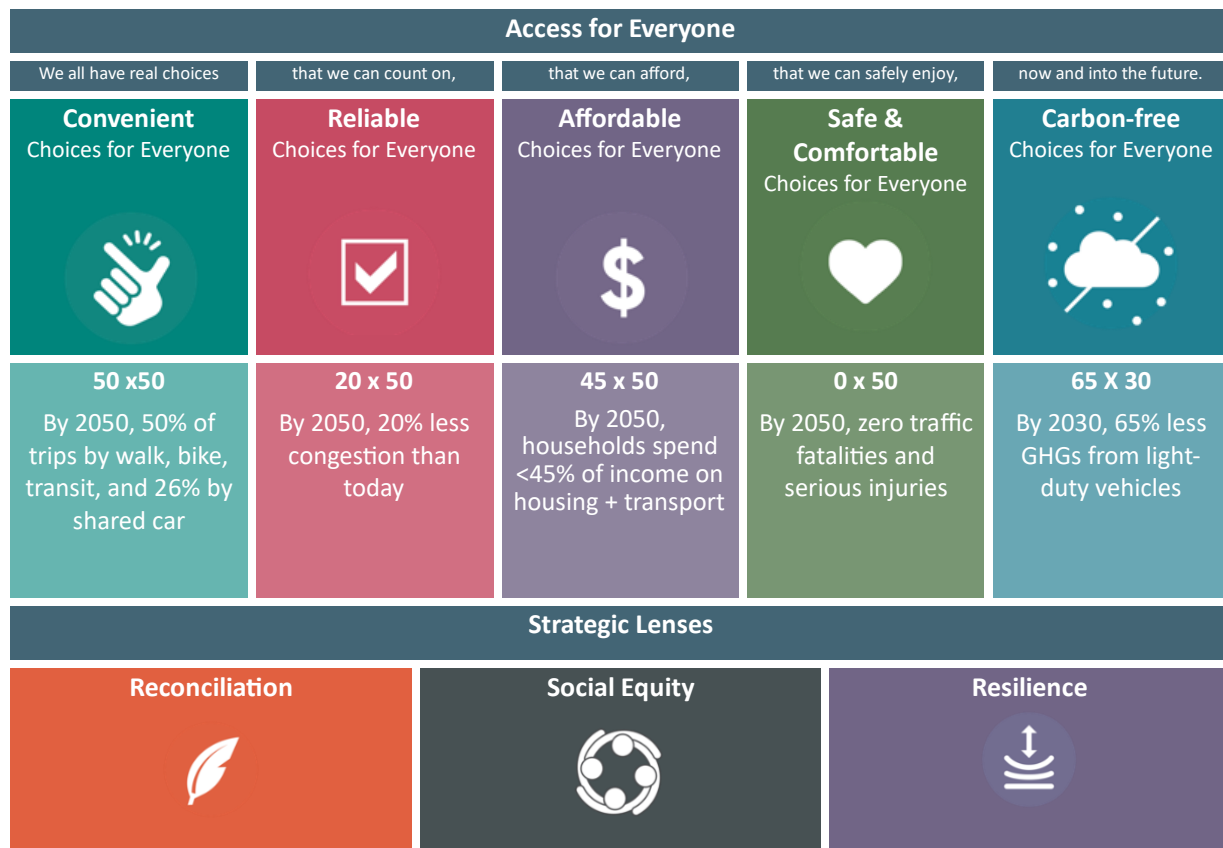 Access for Everyone
We all have real choices
that we can count on,
that we can afford,
that we can safely enjoy,
now and into the future.
Convenient
Choices for Everyone
Reliable
Choices for Everyone
Affordable
Choices for Everyone
Safe &
Comfortable
Choices for Everyone
Carbon-free
Choices for Everyone
$
50 x50
By 2050, 50% of
trips by walk, bike,
transit, and 26% by
shared car
20 x 50
By 2050, 20% less
congestion than
today
45 x 50
By 2050,
households spend
<45% of income on
housing + transport
0 x 50
By 2050, zero traffic
fatalities and
serious injuries
65 X 30
By 2030, 65% less
GHGs from light-
duty vehicles
Strategic Lenses
Reconciliation
Social Equity
Resilience